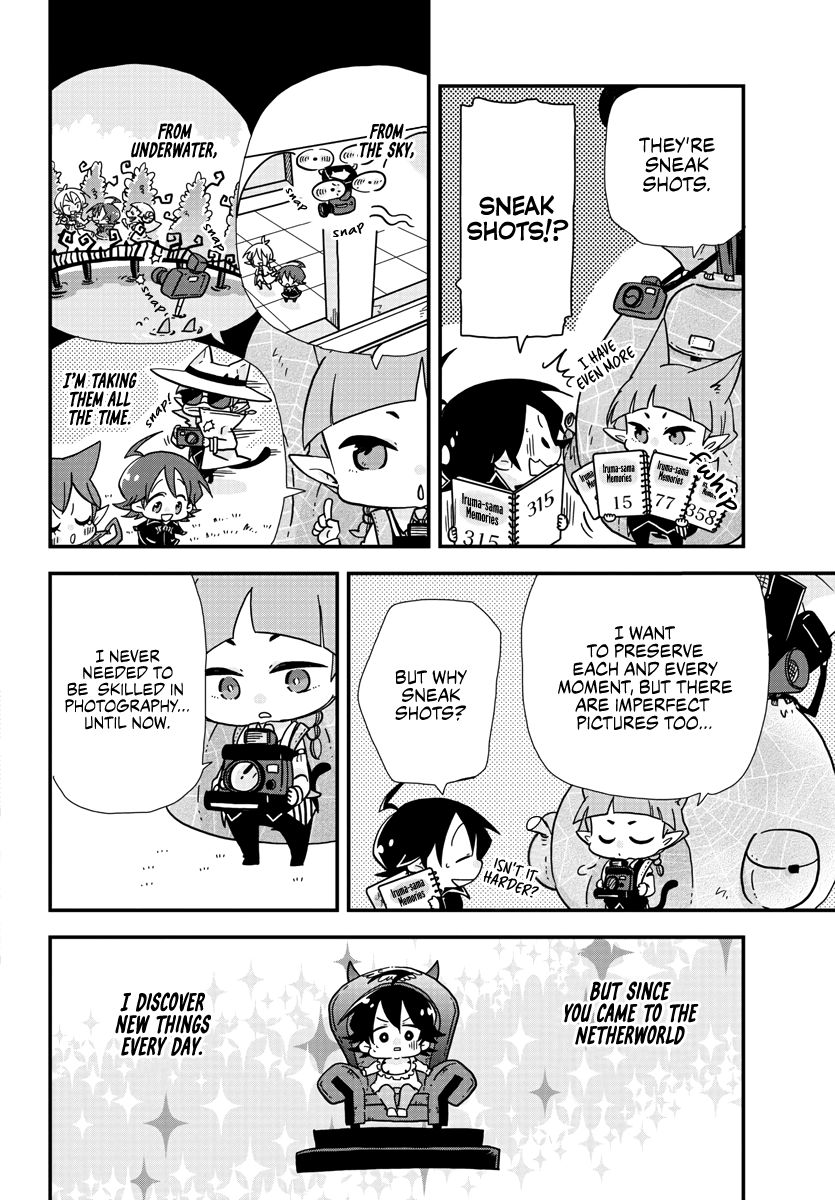 THEY'RE
SNEAK
SHOTS.
SNEAK
SHOTS!?
I HAVE
EVEN MORE
fwhip
Iruma-sama
Memories
315
315
Iruma-sama
Memories
15
Iruma-sama
Memories
77
358
FROM
THE SKY,
snap
snap
FROM
UNDERWATER,
snap
snap!
I'M TAKING
THEM ALL
THE TIME.
snap!
I WANT
TO PRESERVE
EACH AND EVERY
MOMENT, BUT THERE
ARE IMPERFECT
PICTURES TOO...
BUT WHY
SNEAK
SHOTS?
ISN'T IT
HARDER?
Iruma-sama
Memories
I NEVER
NEEDED TO
BE SKILLED IN
PHOTOGRAPHY...
UNTIL NOW.
BUT SINCE
YOU CAME TO THE
NETHERWORLD
I DISCOVER
NEW THINGS
EVERY DAY.